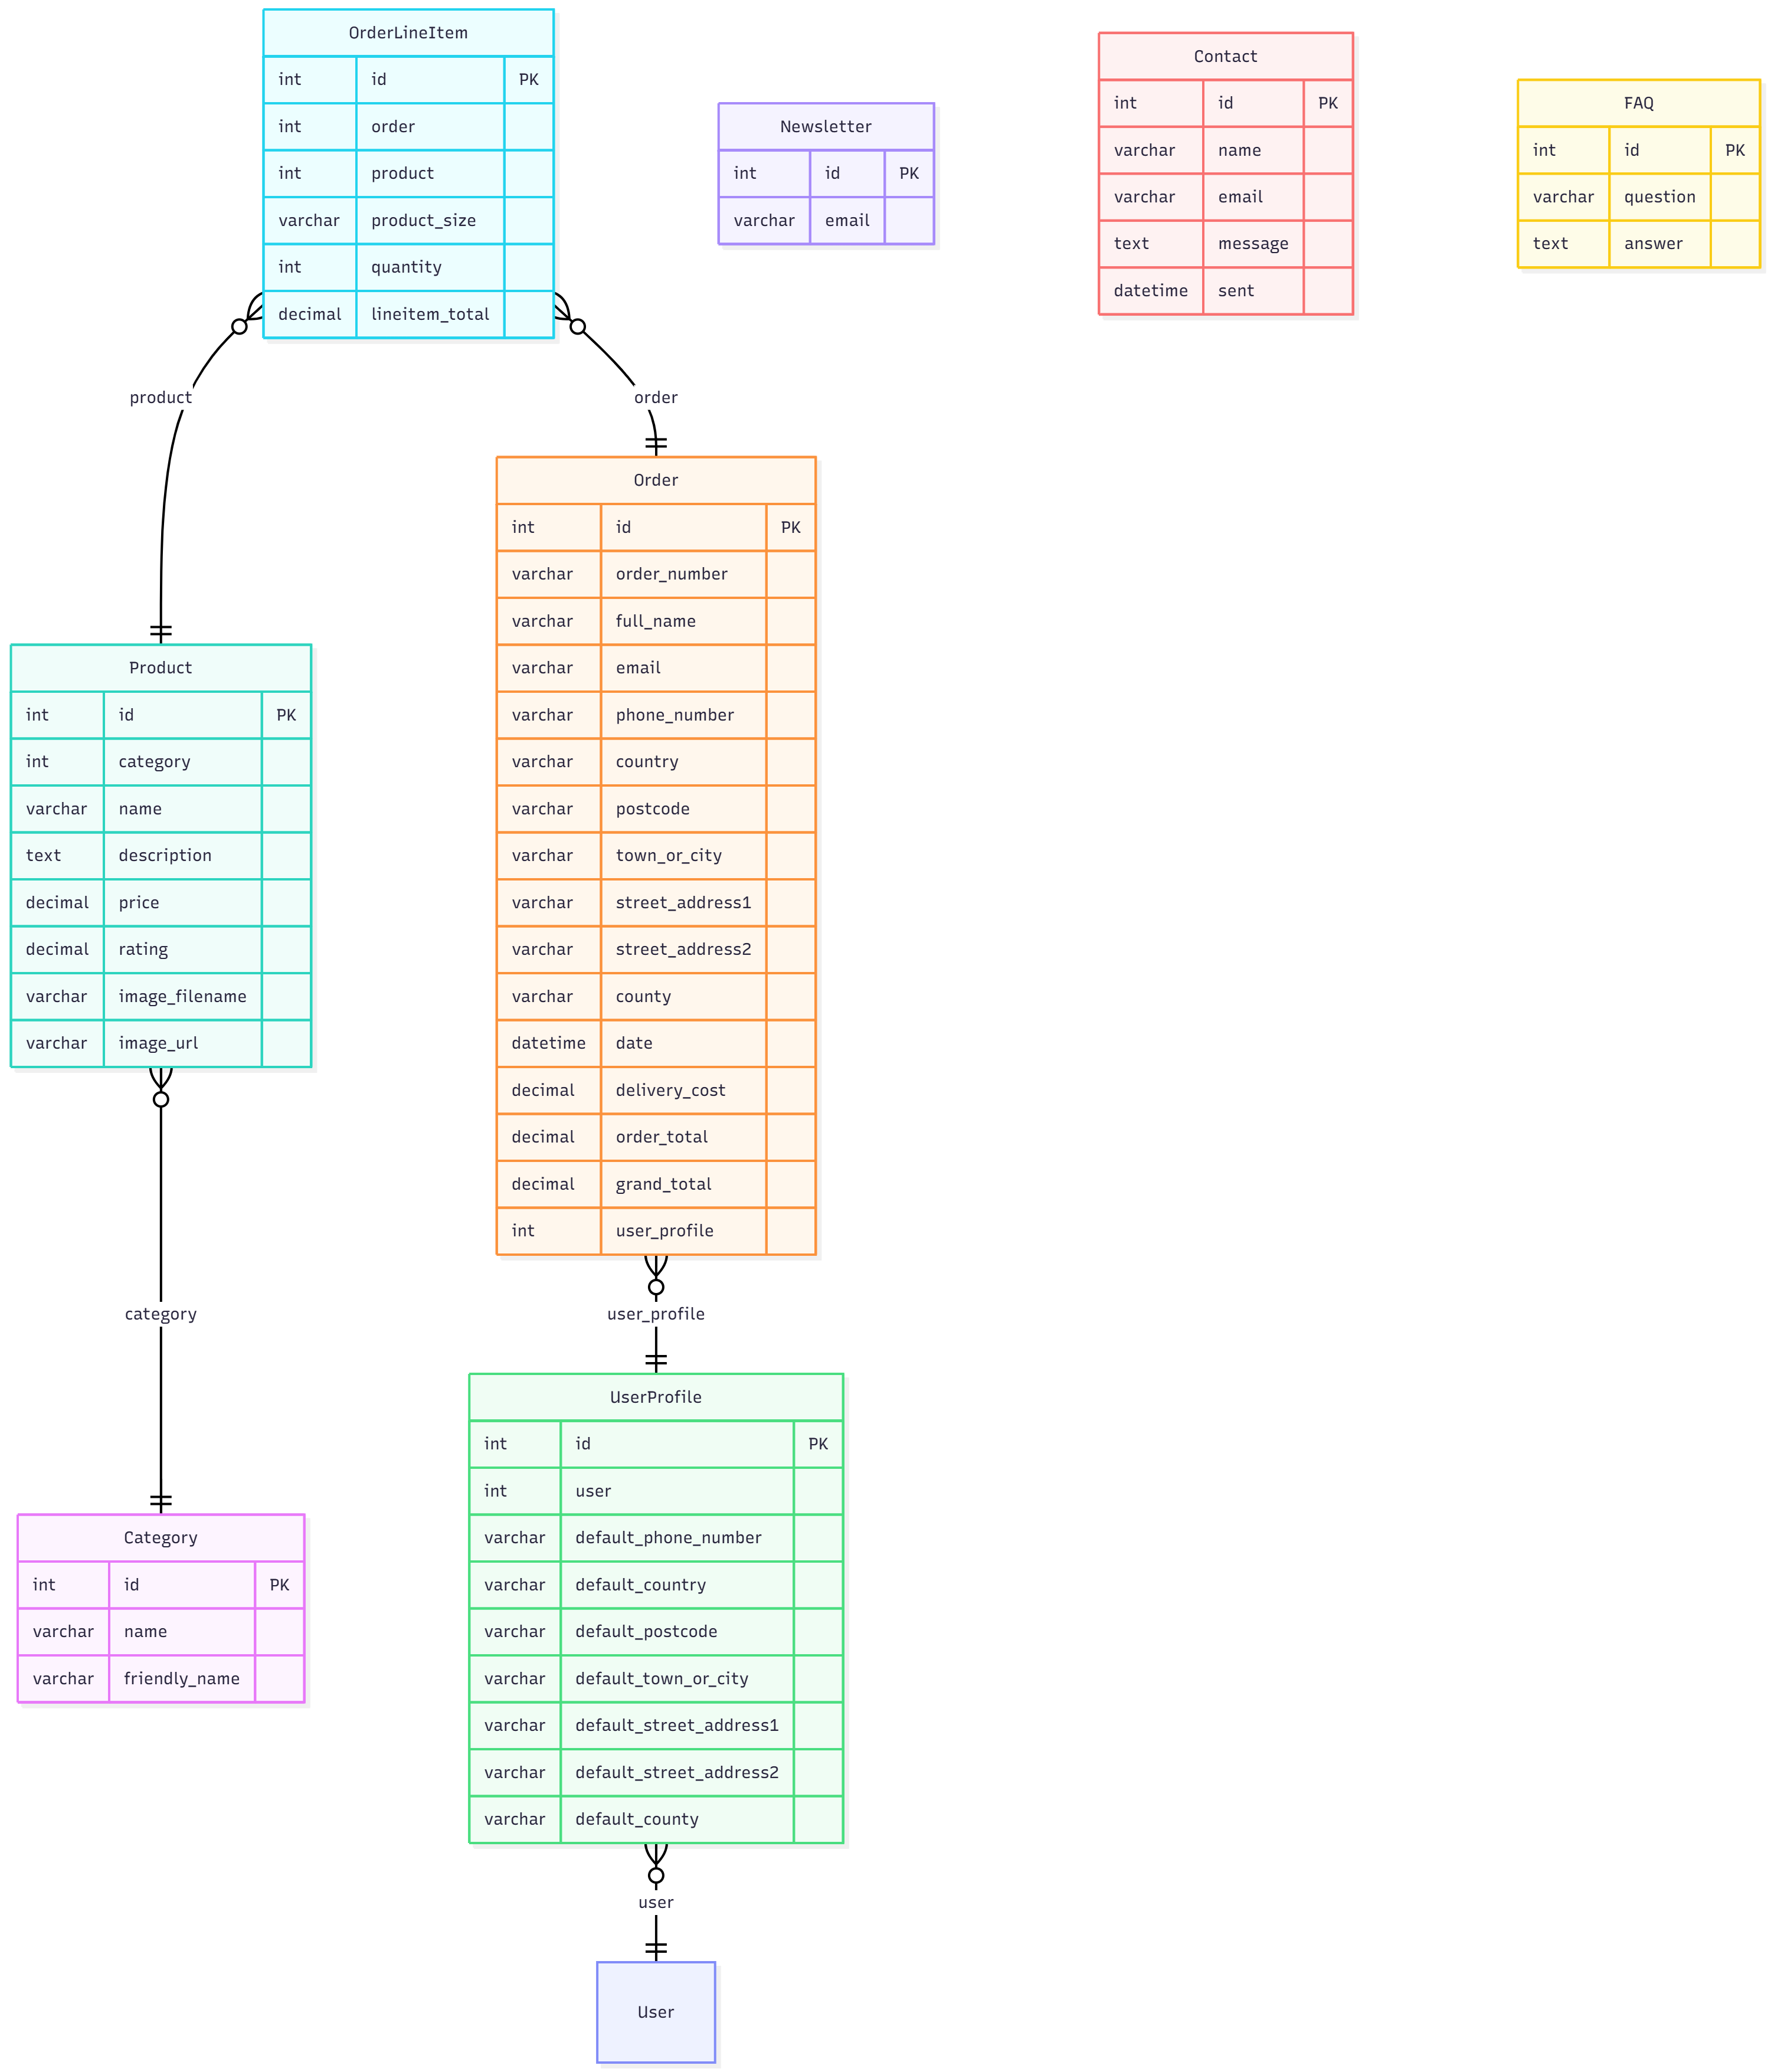 OrderLineItem
int id PK
int order
int product
varchar product_size
int quantity
decimal lineitem_total
Newsletter
int id PK
varchar email
Contact
int id PK
varchar name
varchar email
text message
datetime sent
FAQ
int id PK
varchar question
text answer
product
order
Order
int id PK
varchar order_number
varchar full_name
varchar email
varchar phone_number
varchar country
varchar postcode
varchar town_or_city
varchar street_address1
varchar street_address2
varchar county
datetime date
decimal delivery_cost
decimal order_total
decimal grand_total
int user_profile
Product
int id PK
int category
varchar name
text description
decimal price
decimal rating
varchar image_filename
varchar image_url
category
user_profile
UserProfile
int id PK
int user
varchar default_phone_number
varchar default_country
varchar default_postcode
varchar default_town_or_city
varchar default_street_address1
varchar default_street_address2
varchar default_county
Category
int id PK
varchar name
varchar friendly_name
user
User